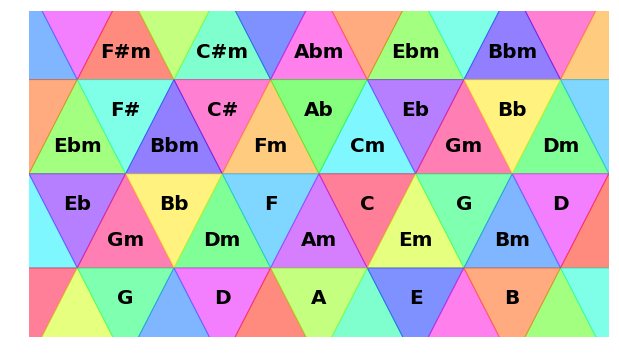 F#m C#m Abm Ebm Bbm
F# C# Ab Eb Bb
Ebm Bbm Fm Cm Gm Dm
Eb Bb F C G D
Gm Dm Am Em Bm
G D A E B